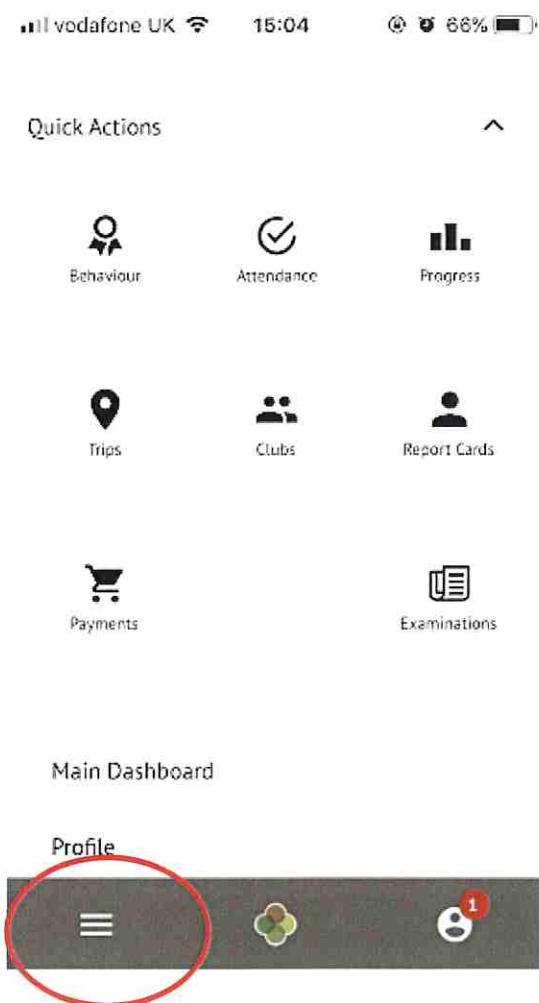 vodafone UK 15:04 66%
Quick Actions
Behaviour Attendance Progress
Trips Clubs Report Cards
Payments Examinations
Main Dashboard
Profile
1